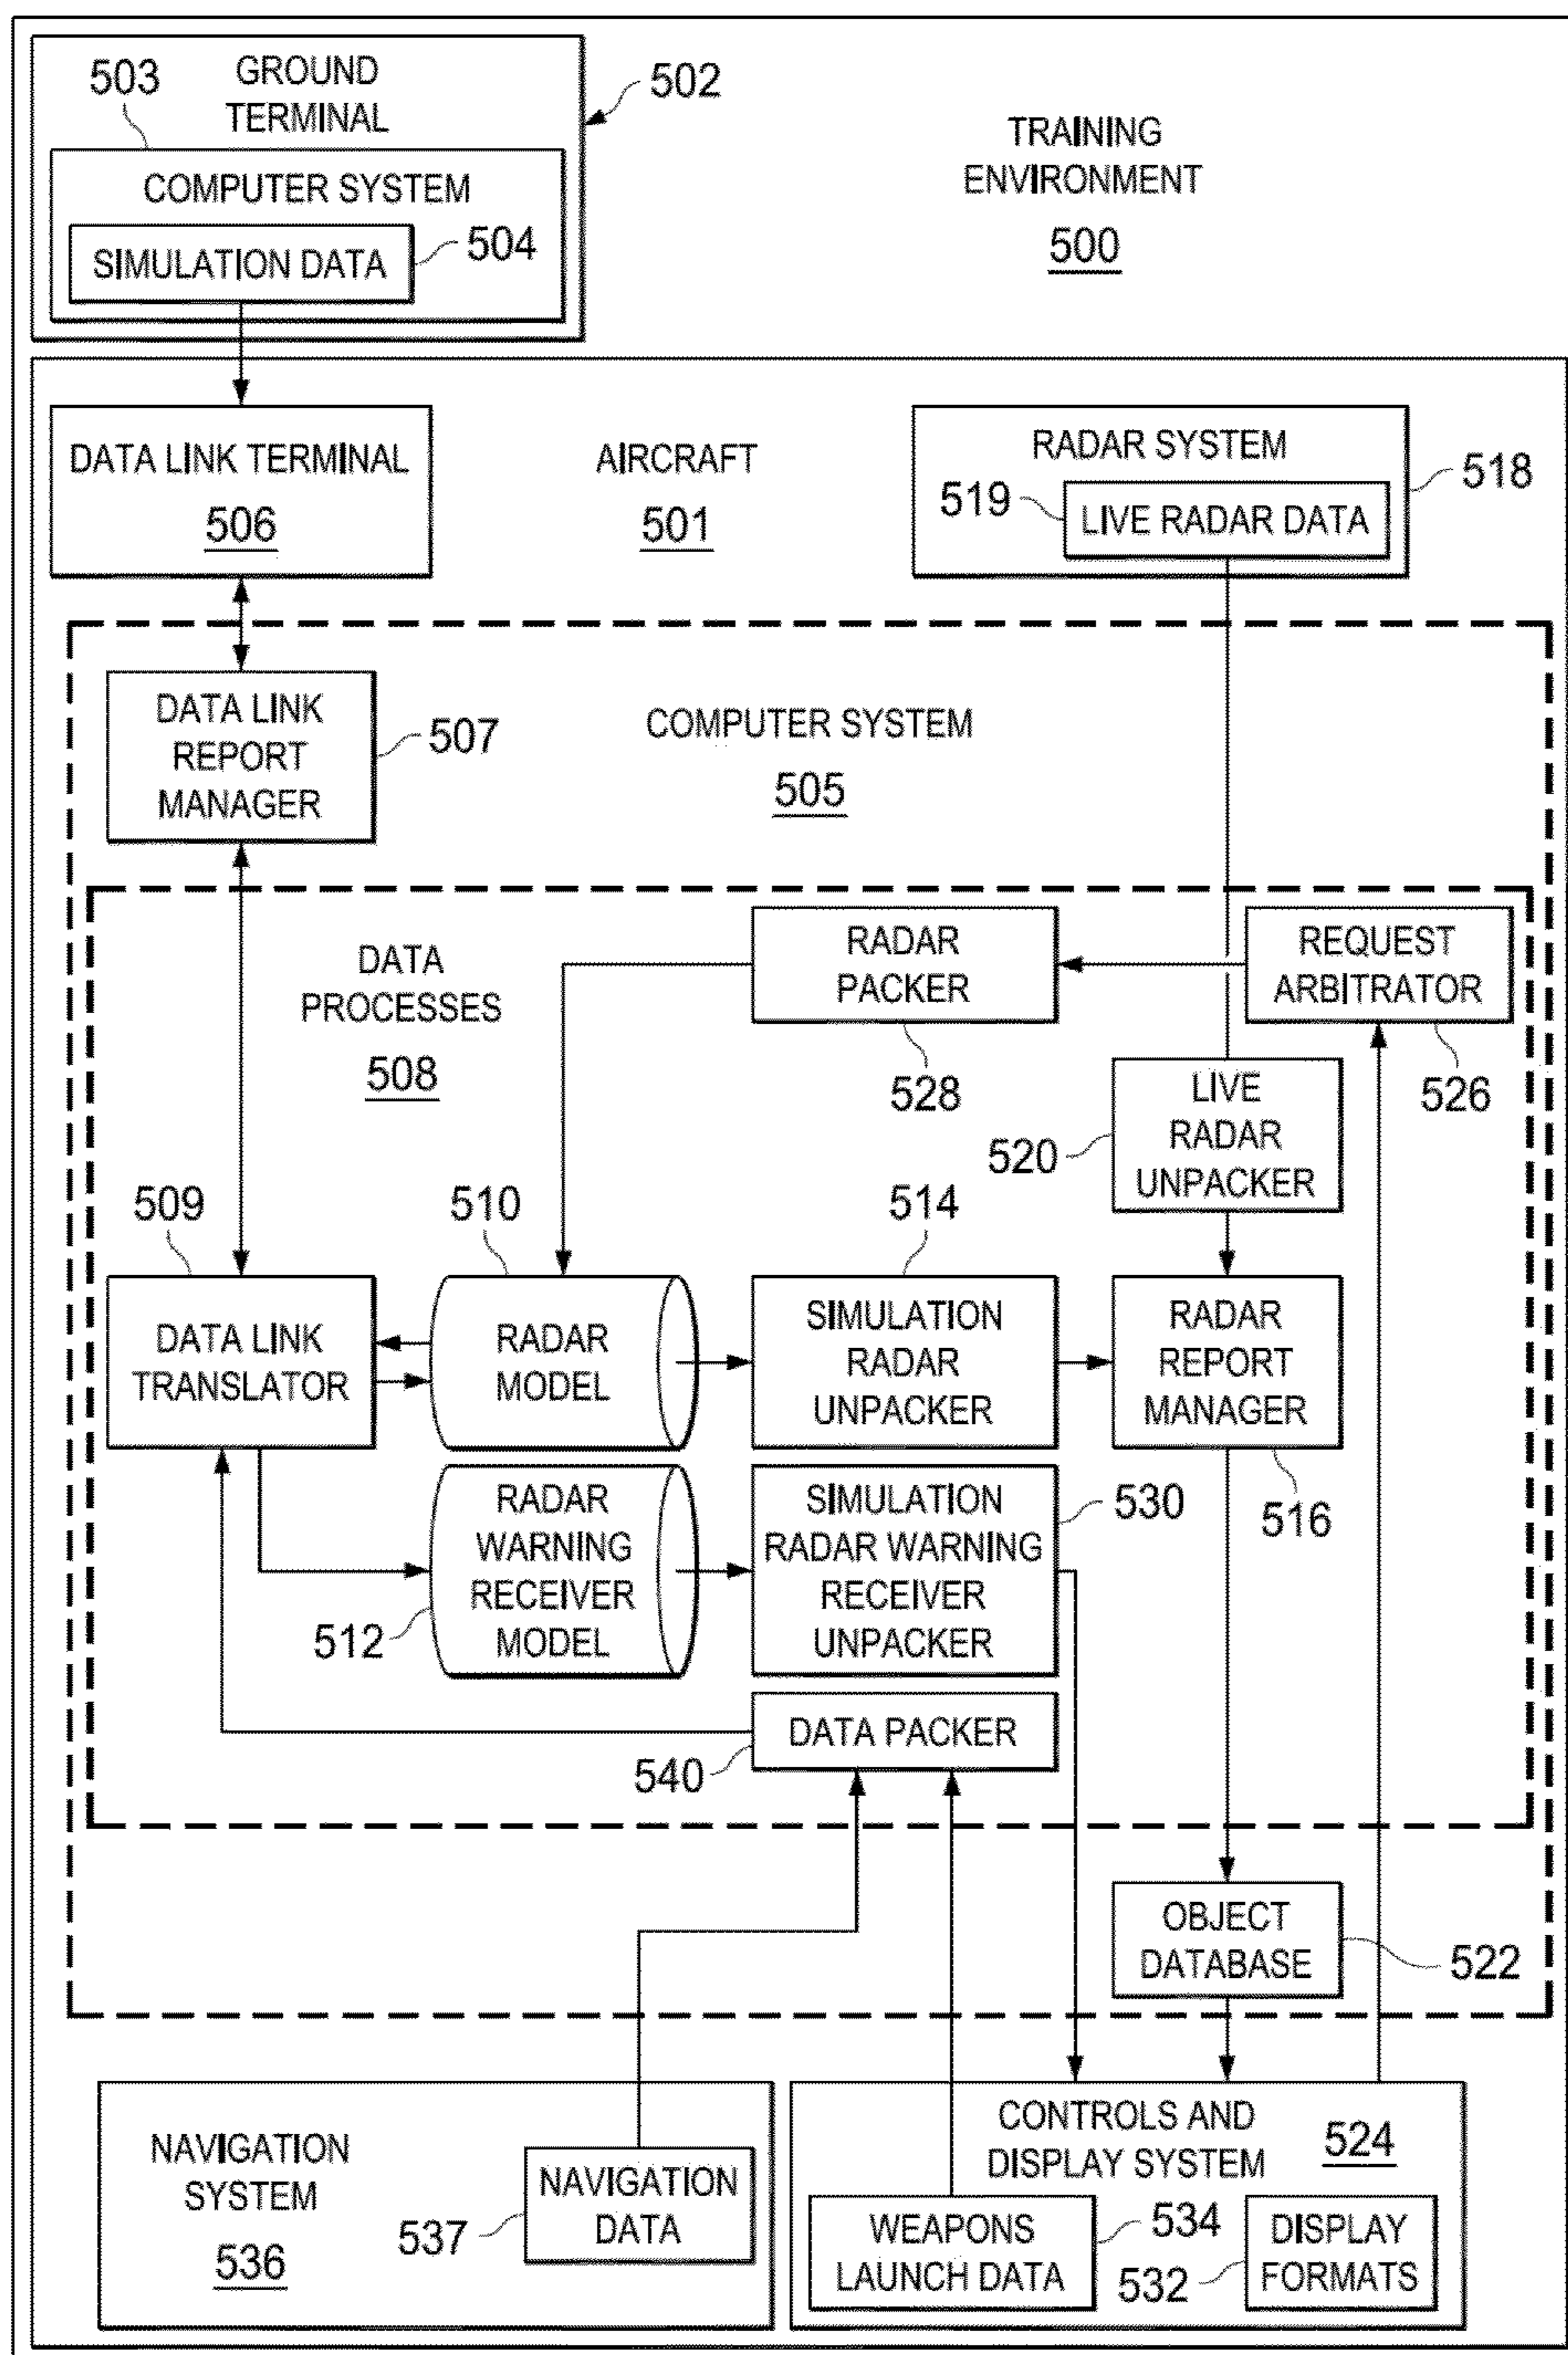 503
GROUND
TERMINAL
502
COMPUTER SYSTEM
SIMULATION DATA
504
TRAINING
ENVIRONMENT
500
DATA LINK TERMINAL
506
AIRCRAFT
501
RADAR SYSTEM
518
519
LIVE RADAR DATA
DATA LINK
REPORT
MANAGER
507
COMPUTER SYSTEM
505
DATA
PROCESSES
508
RADAR
PACKER
528
REQUEST
ARBITRATOR
526
LIVE
RADAR
UNPACKER
520
509
DATA LINK
TRANSLATOR
510
RADAR
MODEL
514
SIMULATION
RADAR
UNPACKER
RADAR
REPORT
MANAGER
516
RADAR
WARNING
RECEIVER
MODEL
512
SIMULATION
RADAR WARNING
RECEIVER
UNPACKER
530
DATA PACKER
540
OBJECT
DATABASE
522
NAVIGATION
SYSTEM
536
NAVIGATION
DATA
537
CONTROLS AND
DISPLAY SYSTEM
524
WEAPONS
LAUNCH DATA
534
532
DISPLAY
FORMATS